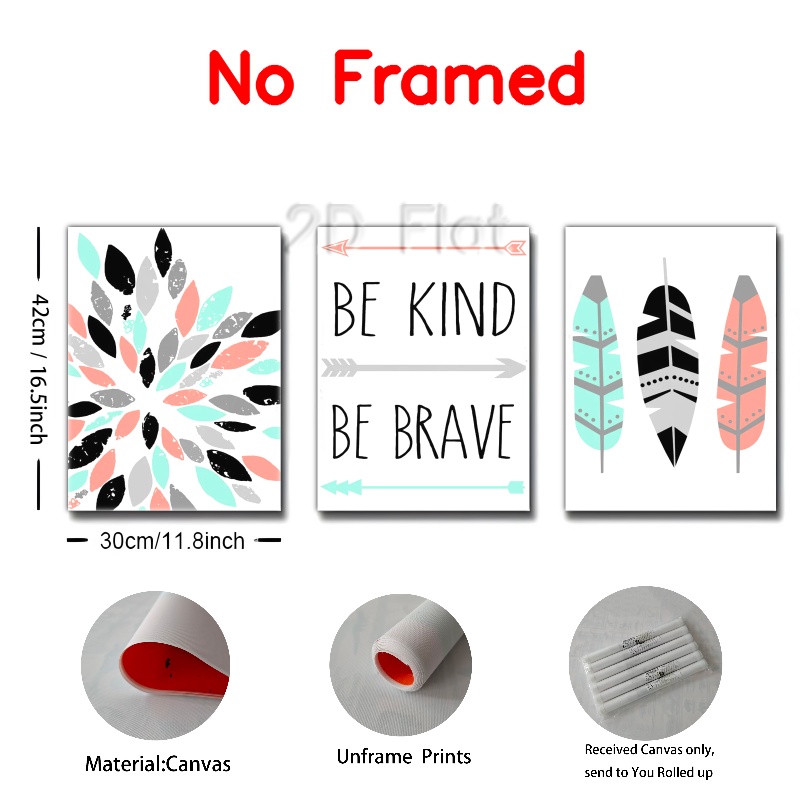 No Framed
2D Flat
BE KIND
BE BRAVE
42cm / 16.5inch
30cm/11.8inch
Material:Canvas
Unframe Prints
Received Canvas only,
send to You Rolled up